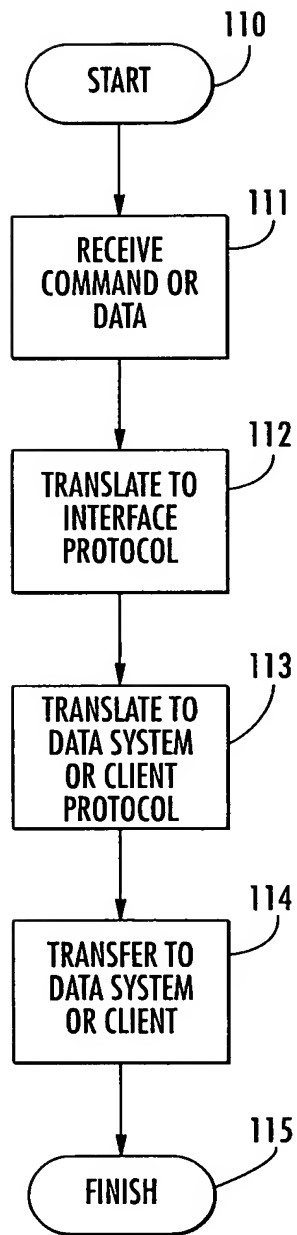 110
START
111
RECEIVE
COMMAND OR
DATA
112
TRANSLATE TO
INTERFACE
PROTOCOL
113
TRANSLATE TO
DATA SYSTEM
OR CLIENT
PROTOCOL
114
TRANSFER TO
DATA SYSTEM
OR CLIENT
115
FINISH